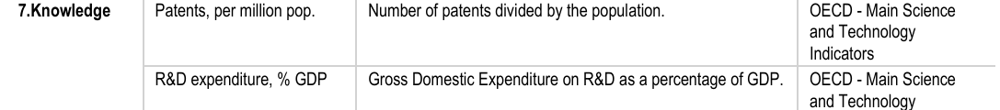 7.Knowledge
Patents, per million pop.
Number of patents divided by the population.
OECD - Main Science
and Technology
Indicators
R&D expenditure, % GDP
Gross Domestic Expenditure on R&D as a percentage of GDP.
OECD - Main Science
and Technology